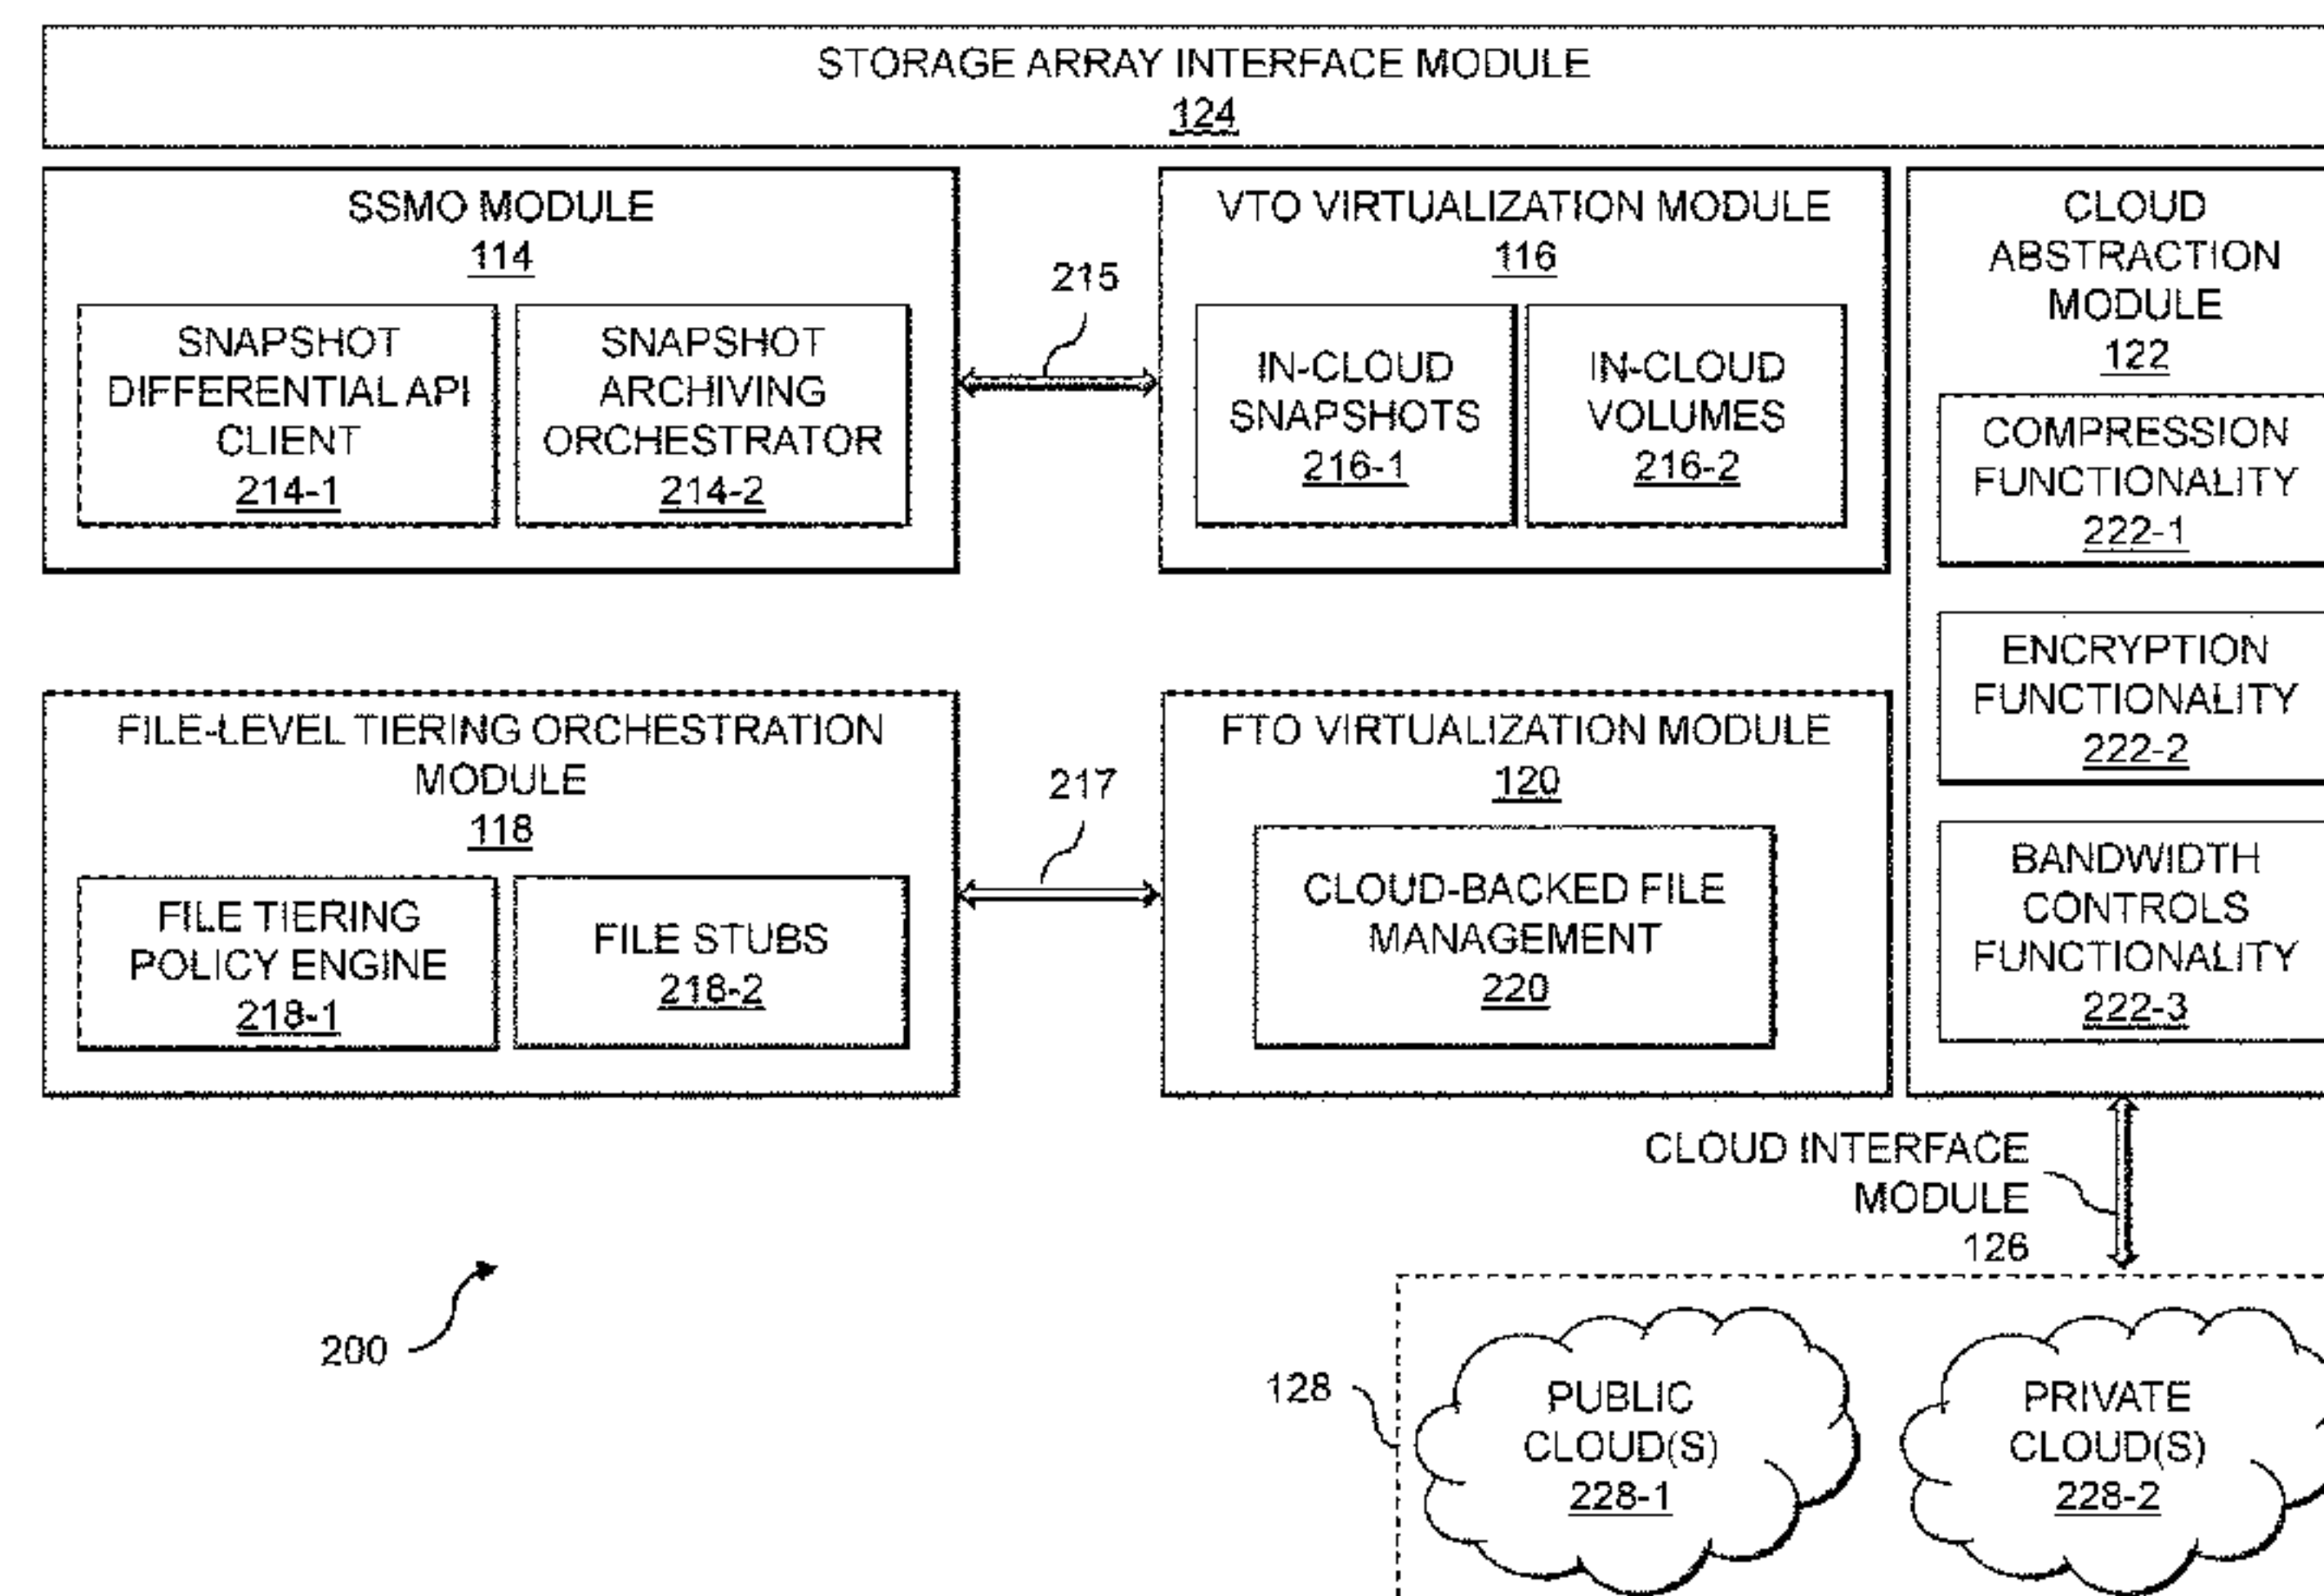 STORAGE ARRAY INTERFACE MODULE
124
SSMO MODULE
114
SNAPSHOT
DIFFERENTIAL API
CLIENT
214-1
SNAPSHOT
ARCHIVING
ORCHESTRATOR
214-2
215
VTO VIRTUALIZATION MODULE
116
IN-CLOUD
SNAPSHOTS
216-1
IN-CLOUD
VOLUMES
216-2
CLOUD
ABSTRACTION
MODULE
122
COMPRESSION
FUNCTIONALITY
222-1
ENCRYPTION
FUNCTIONALITY
222-2
BANDWIDTH
CONTROLS
FUNCTIONALITY
222-3
FILE-LEVEL TIERING ORCHESTRATION
MODULE
118
FILE TIERING
POLICY ENGINE
218-1
FILE STUBS
218-2
217
FTO VIRTUALIZATION MODULE
120
CLOUD-BACKED FILE
MANAGEMENT
220
CLOUD INTERFACE
MODULE
126
200
128
PUBLIC
CLOUD(S)
228-1
PRIVATE
CLOUD(S)
228-2